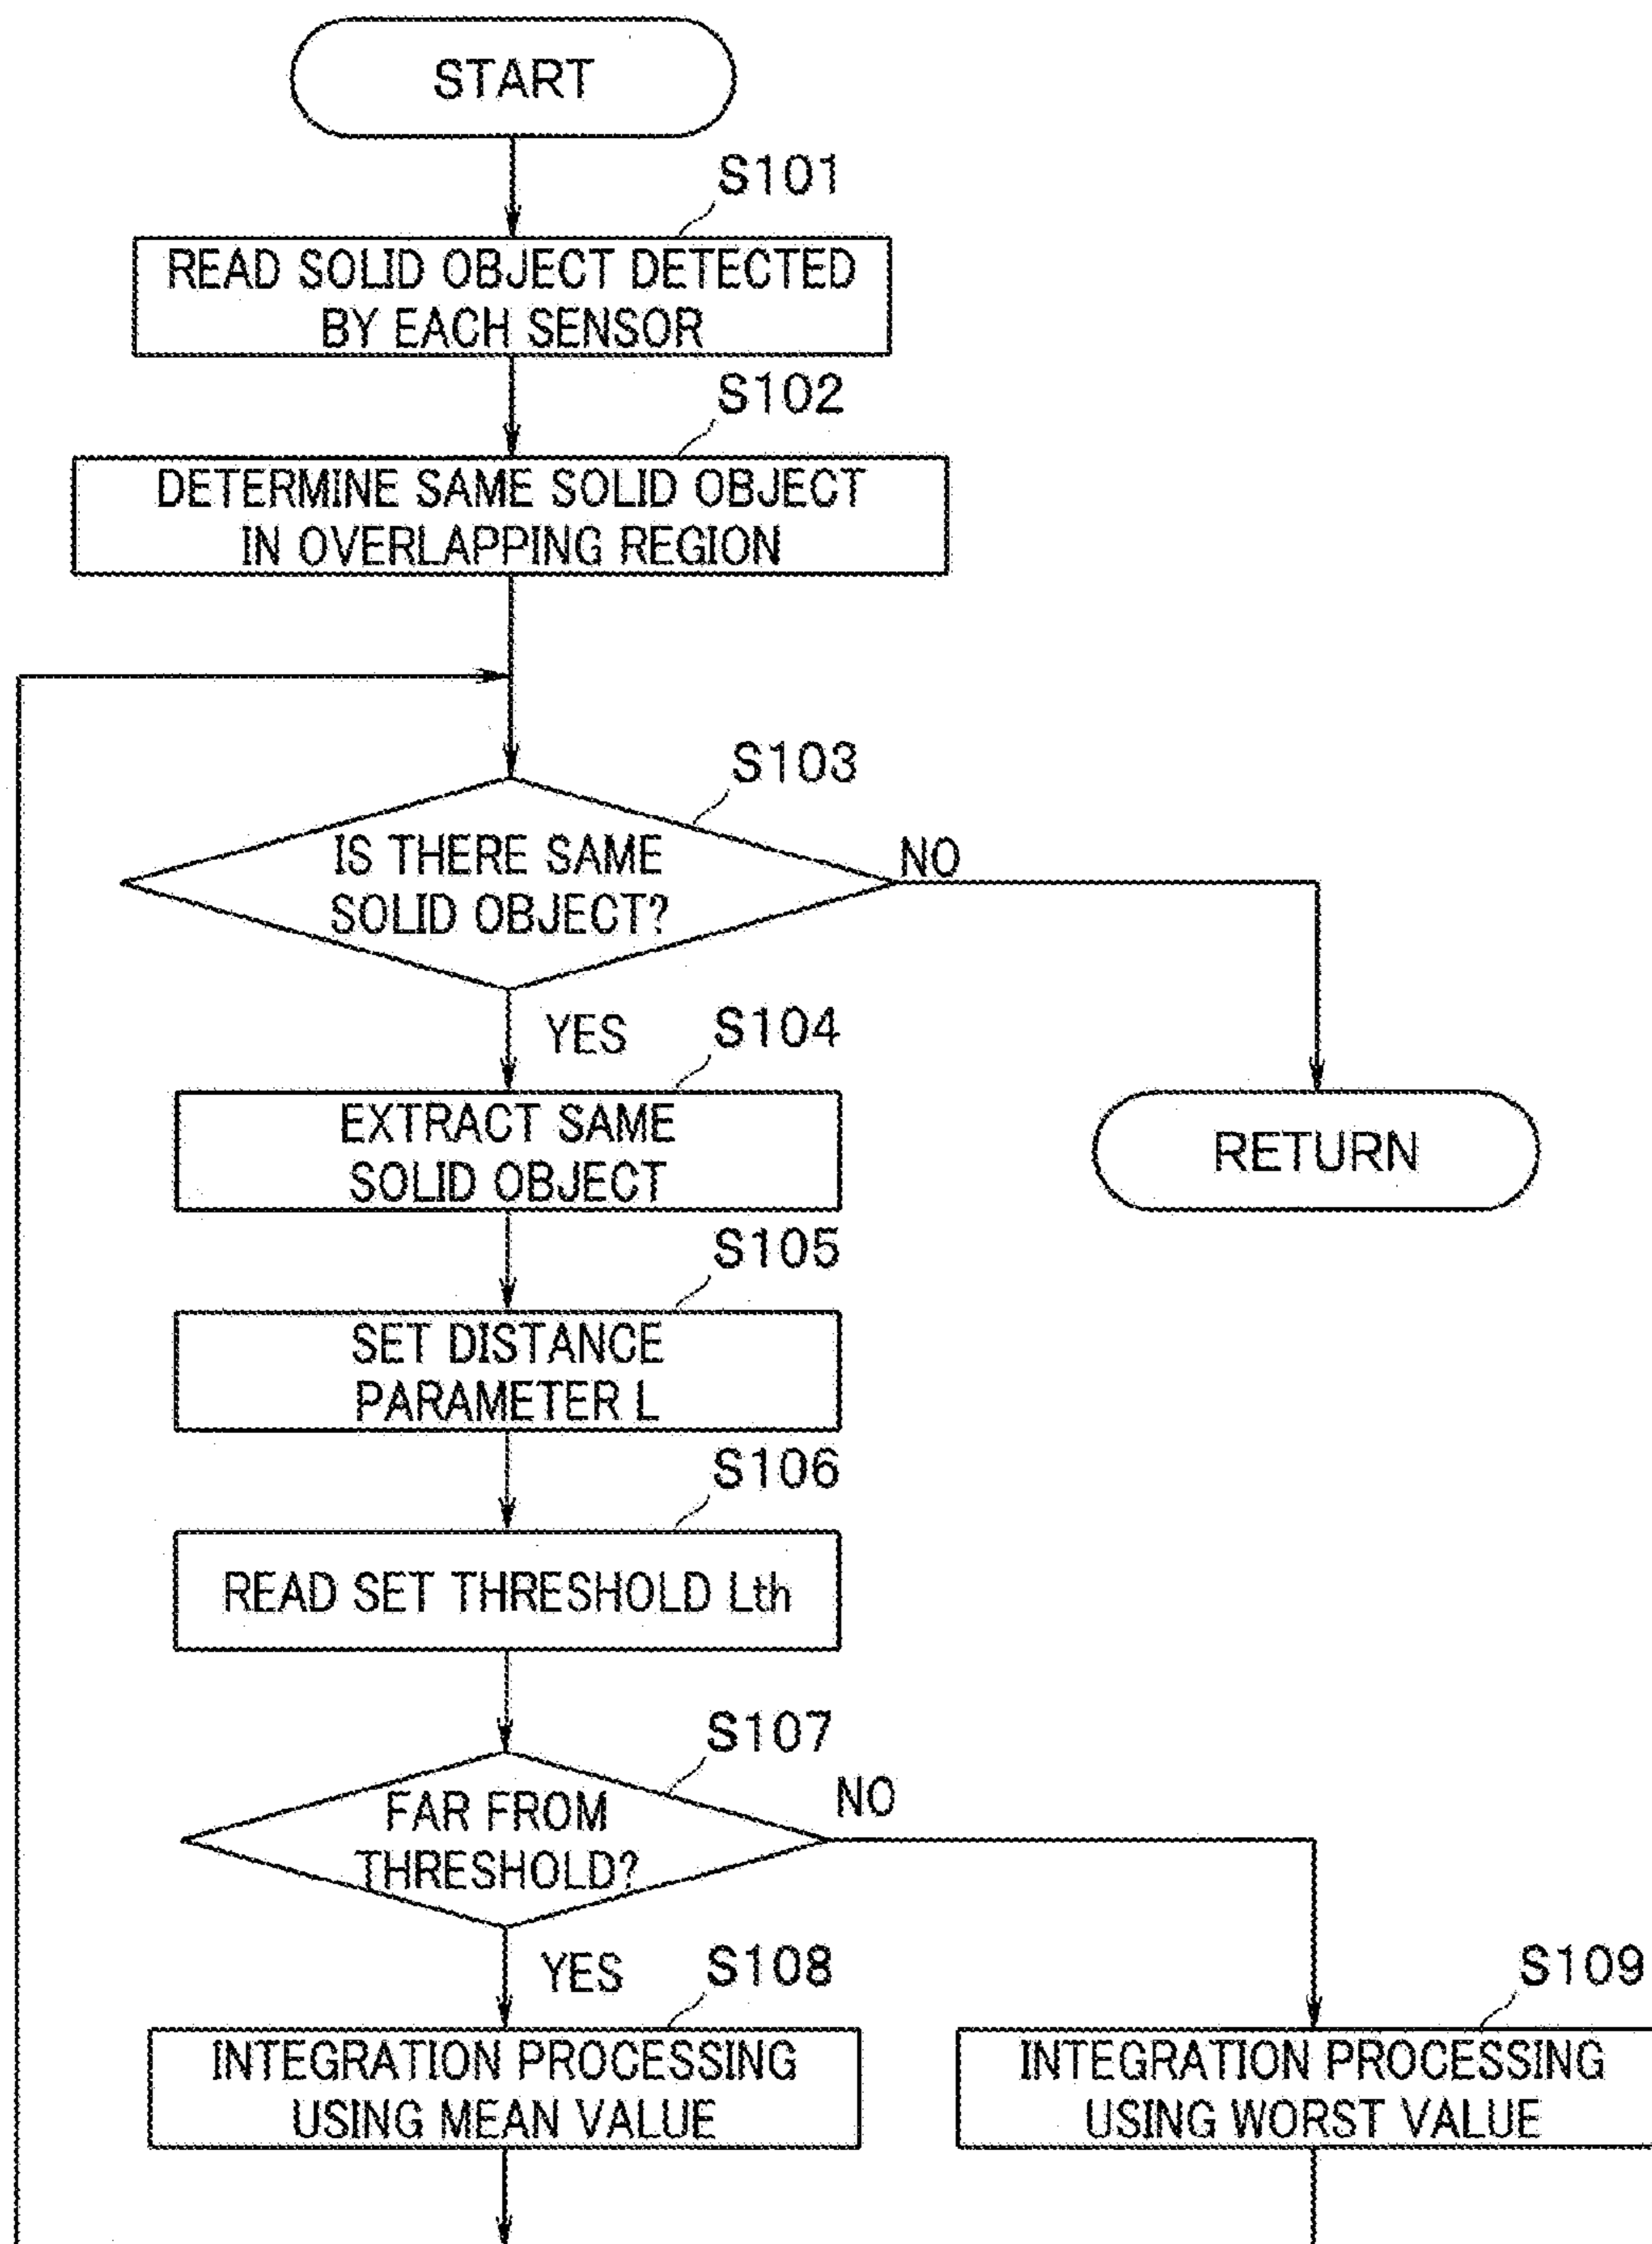 START
S101
READ SOLID OBJECT DETECTED
BY EACH SENSOR
S102
DETERMINE SAME SOLID OBJECT
IN OVERLAPPING REGION
S103
IS THERE SAME
SOLID OBJECT?
NO
YES
S104
EXTRACT SAME
SOLID OBJECT
RETURN
S105
SET DISTANCE
PARAMETER L
S106
READ SET THRESHOLD Lth
S107
FAR FROM
THRESHOLD?
NO
YES
S108
INTEGRATION PROCESSING
USING MEAN VALUE
S109
INTEGRATION PROCESSING
USING WORST VALUE